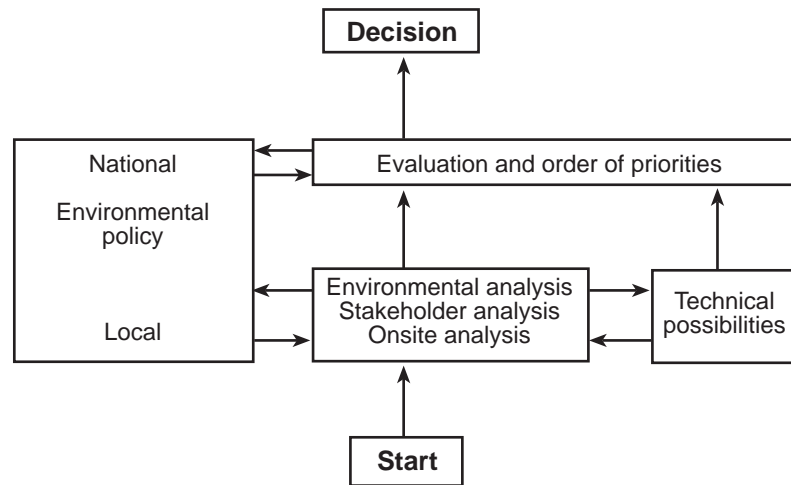 Decision
National
Environmental
policy
Local
Evaluation and order of priorities
Environmental analysis
Stakeholder analysis
Onsite analysis
Technical
possibilities
Start